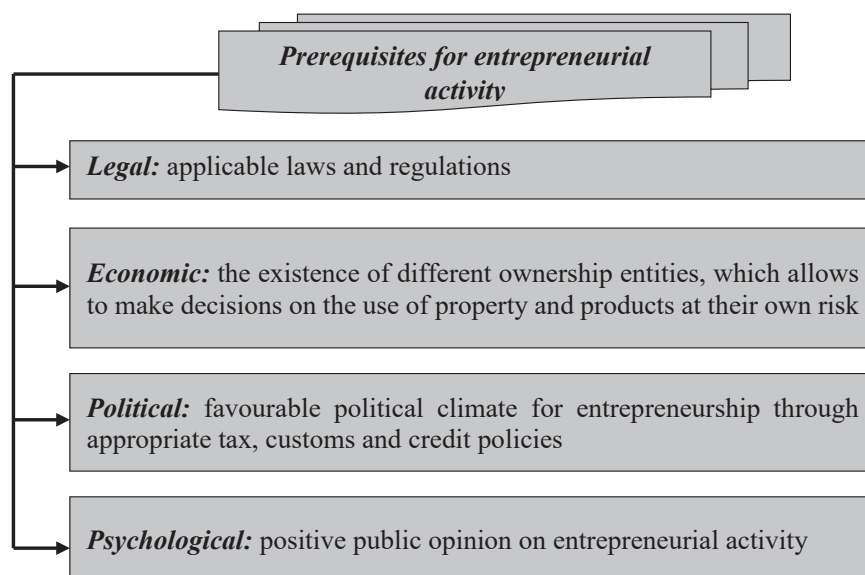 Prerequisites for entrepreneurial
activity
Legal: applicable laws and regulations
Economic: the existence of different ownership entities, which allows
to make decisions on the use of property and products at their own risk
Political: favourable political climate for entrepreneurship through
appropriate tax, customs and credit policies
Psychological: positive public opinion on entrepreneurial activity